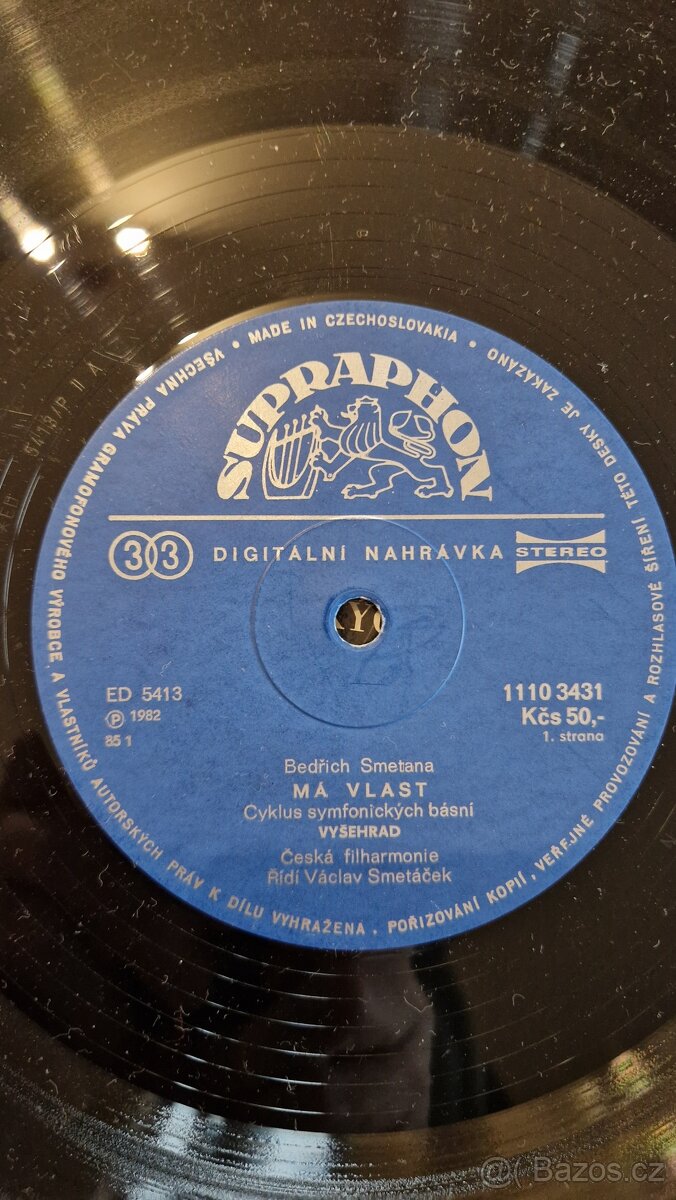 VŠECHNA PRÁVA GRAMOFONOVÉHO VÝROBCE A VLASTNÍKŮ AUTORSKÝCH PRÁV K DÍLU VYHRAŽENA. POŘIZOVÁNÍ KOPIÍ, VEŘEJNÉ PROVOZOVÁNÍ A ROZHLASOVÉ ŠÍŘENÍ TÉTO DESKY JE ZAKÁZÁNO
• MADE IN CZECHOSLOVAKIA •
SUPRAPHON
33 DIGITÁLNÍ NAHRÁVKA STEREO
ED 5413
Ⓟ 1982
85 1
1110 3431
Kčs 50,-
1. strana
Bedřich Smetana
MÁ VLAST
Cyklus symfonických básní
VYŠEHRAD
Česká filharmonie
Řídí Václav Smetáček
Bazos.cz